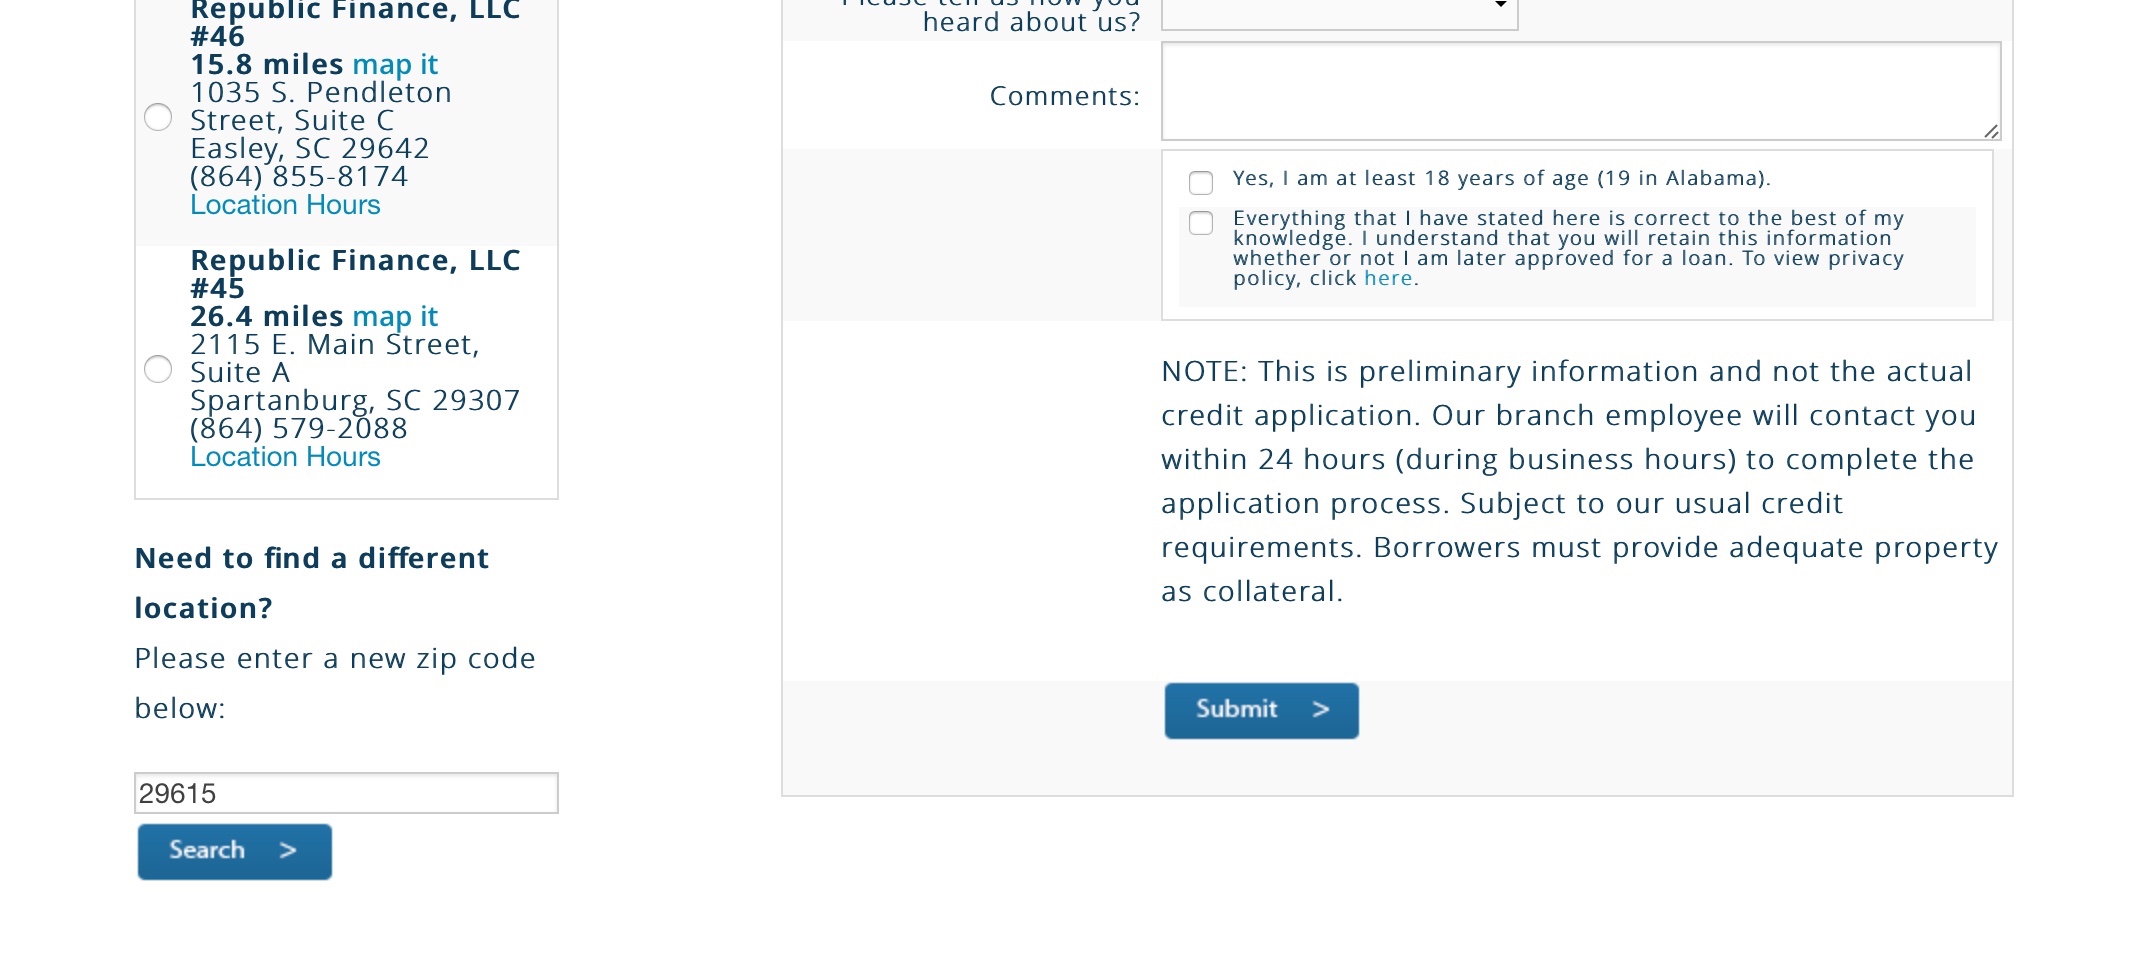 Republic Finance, LLC
#46
15.8 miles map it
1035 S. Pendleton
Street, Suite C
Easley, SC 29642
(864) 855-8174
Location Hours
Republic Finance, LLC
#45
26.4 miles map it
2115 E. Main Street,
Suite A
Spartanburg, SC 29307
(864) 579-2088
Location Hours
Need to find a different
location?
Please enter a new zip code
below:
29615
Search >
Please tell us how you
heard about us?
Comments:
Yes, I am at least 18 years of age (19 in Alabama).
Everything that I have stated here is correct to the best of my
knowledge. I understand that you will retain this information
whether or not I am later approved for a loan. To view privacy
policy, click here.
NOTE: This is preliminary information and not the actual
credit application. Our branch employee will contact you
within 24 hours (during business hours) to complete the
application process. Subject to our usual credit
requirements. Borrowers must provide adequate property
as collateral.
Submit >